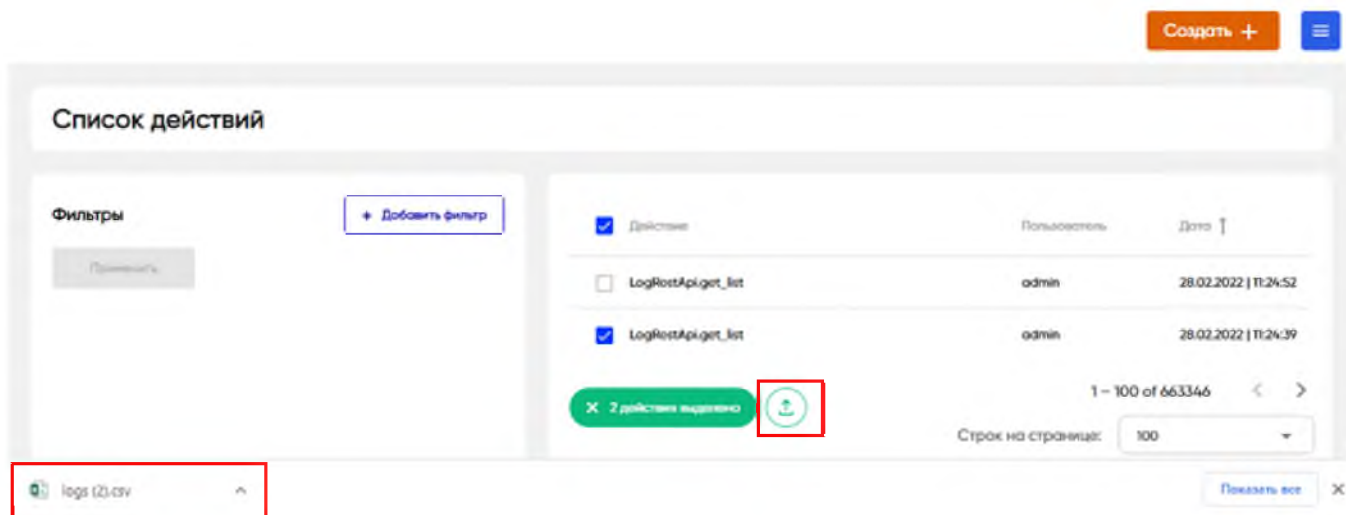 Создать +
Список действий
Фильтры
+ Добавить фильтр
Применить
Действие Пользователь Дата
LogRestApi.get_list admin 28.02.2022 | 11:24:52
LogRestApi.get_list admin 28.02.2022 | 11:24:39
× 2 действия выделено
1 – 100 of 663346 < >
Строк на странице: 100
logs (2).csv
Показать все ×